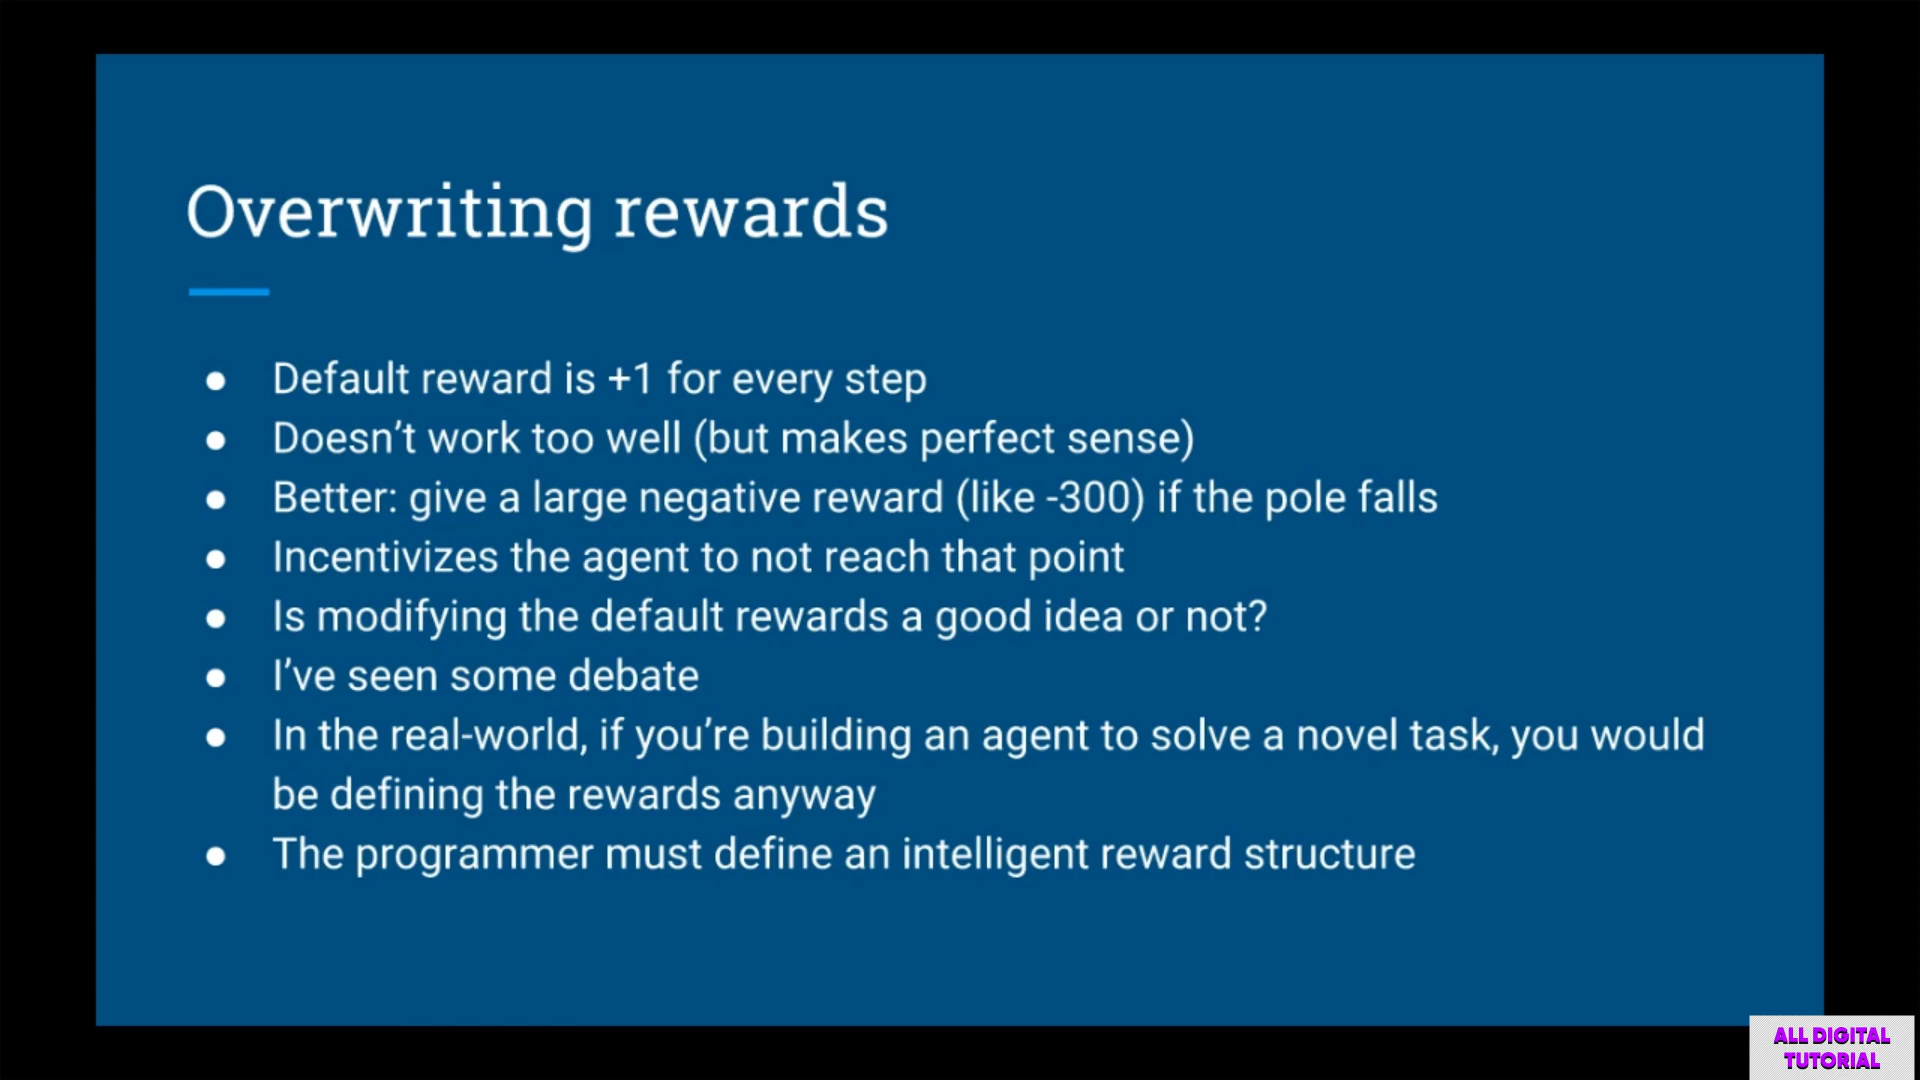 Overwriting rewards
● Default reward is +1 for every step
● Doesn’t work too well (but makes perfect sense)
● Better: give a large negative reward (like -300) if the pole falls
● Incentivizes the agent to not reach that point
● Is modifying the default rewards a good idea or not?
● I’ve seen some debate
● In the real-world, if you’re building an agent to solve a novel task, you would
be defining the rewards anyway
● The programmer must define an intelligent reward structure
ALL DIGITAL
TUTORIAL